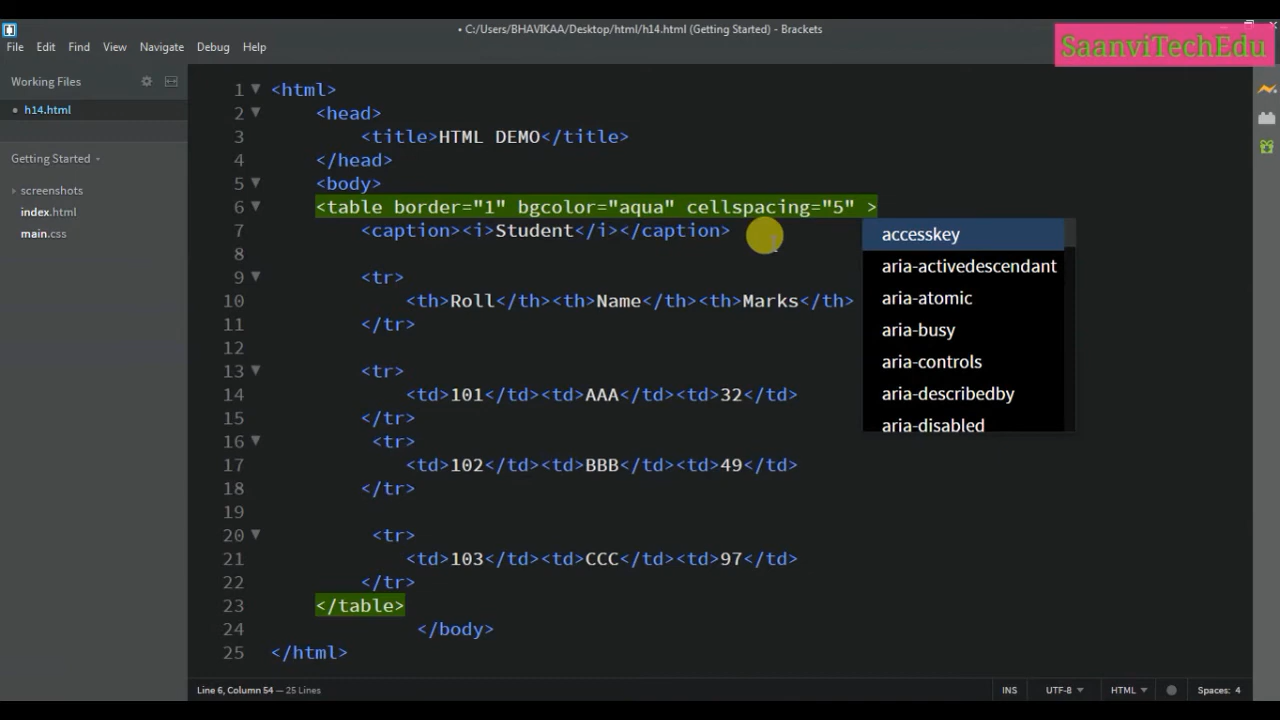 • C:/Users/BHAVIKAA/Desktop/html/h14.html (Getting Started) - Brackets
SaanviTechEdu
File Edit Find View Navigate Debug Help
Working Files
• h14.html
Getting Started
screenshots
index.html
main.css
1 <html>
2 <head>
3 <title>HTML DEMO</title>
4 </head>
5 <body>
6 <table border="1" bgcolor="aqua" cellspacing="5" >
7 <caption><i>Student</i></caption>
8
9 <tr>
10 <th>Roll</th><th>Name</th><th>Marks</th>
11 </tr>
12
13 <tr>
14 <td>101</td><td>AAA</td><td>32</td>
15 </tr>
16 <tr>
17 <td>102</td><td>BBB</td><td>49</td>
18 </tr>
19
20 <tr>
21 <td>103</td><td>CCC</td><td>97</td>
22 </tr>
23 </table>
24 </body>
25 </html>
accesskey
aria-activedescendant
aria-atomic
aria-busy
aria-controls
aria-describedby
aria-disabled
Line 6, Column 54 — 25 Lines
INS UTF-8 HTML Spaces: 4